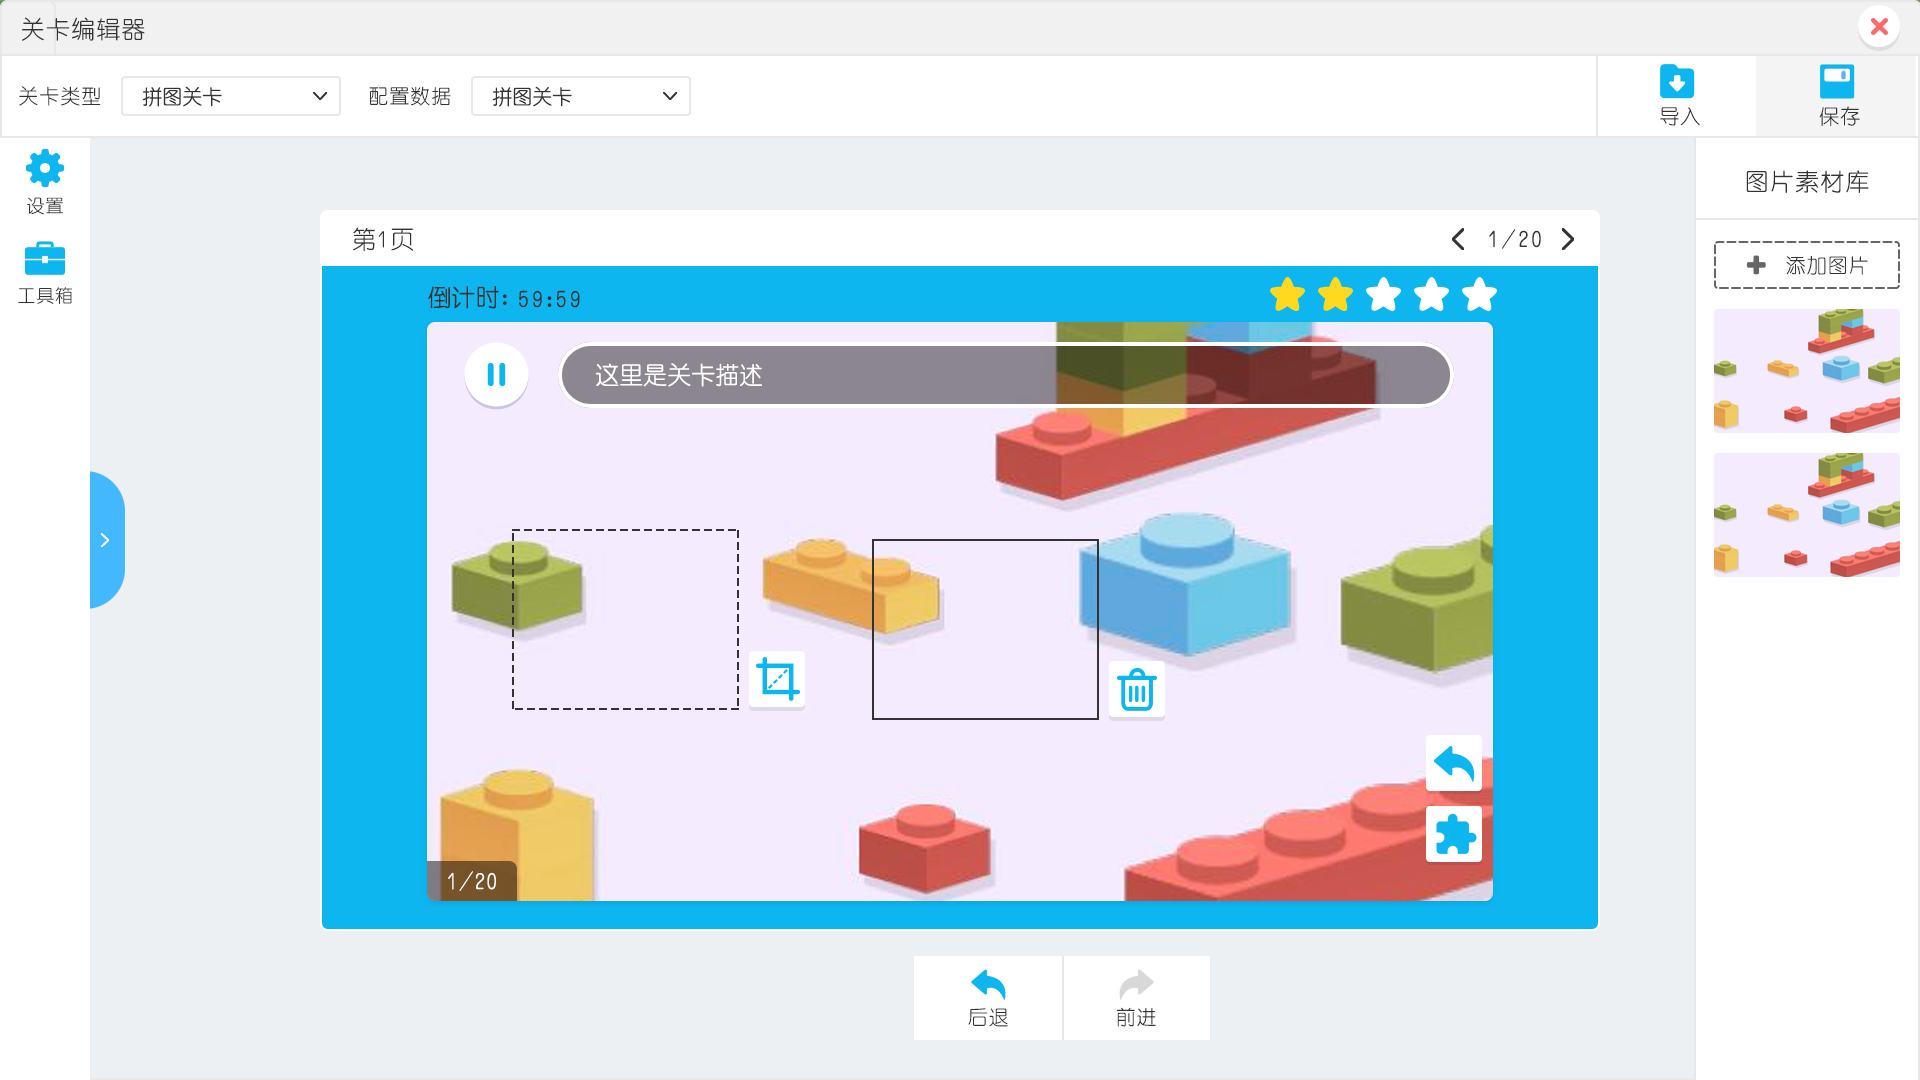 关卡编辑器
关卡类型 拼图关卡 配置数据 拼图关卡 导入 保存
设置
工具箱
图片素材库
添加图片
第1页 1/20
倒计时: 59:59
这里是关卡描述
1/20
后退 前进